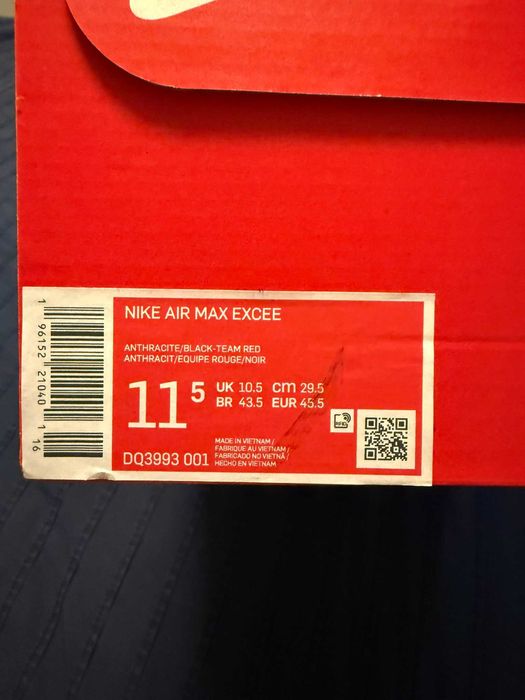 NIKE AIR MAX EXCEE
ANTHRACITE/BLACK-TEAM RED
ANTHRACIT/EQUIPE ROUGE/NOIR
11 5
UK 10.5 cm 29.5
BR 43.5 EUR 45.5
RFID
DQ3993 001
MADE IN VIETNAM /
FABRIQUE AU VIETNAM /
FABRICADO NO VIETNÃ /
HECHO EN VIETNAM
1 96152 21040 1 16